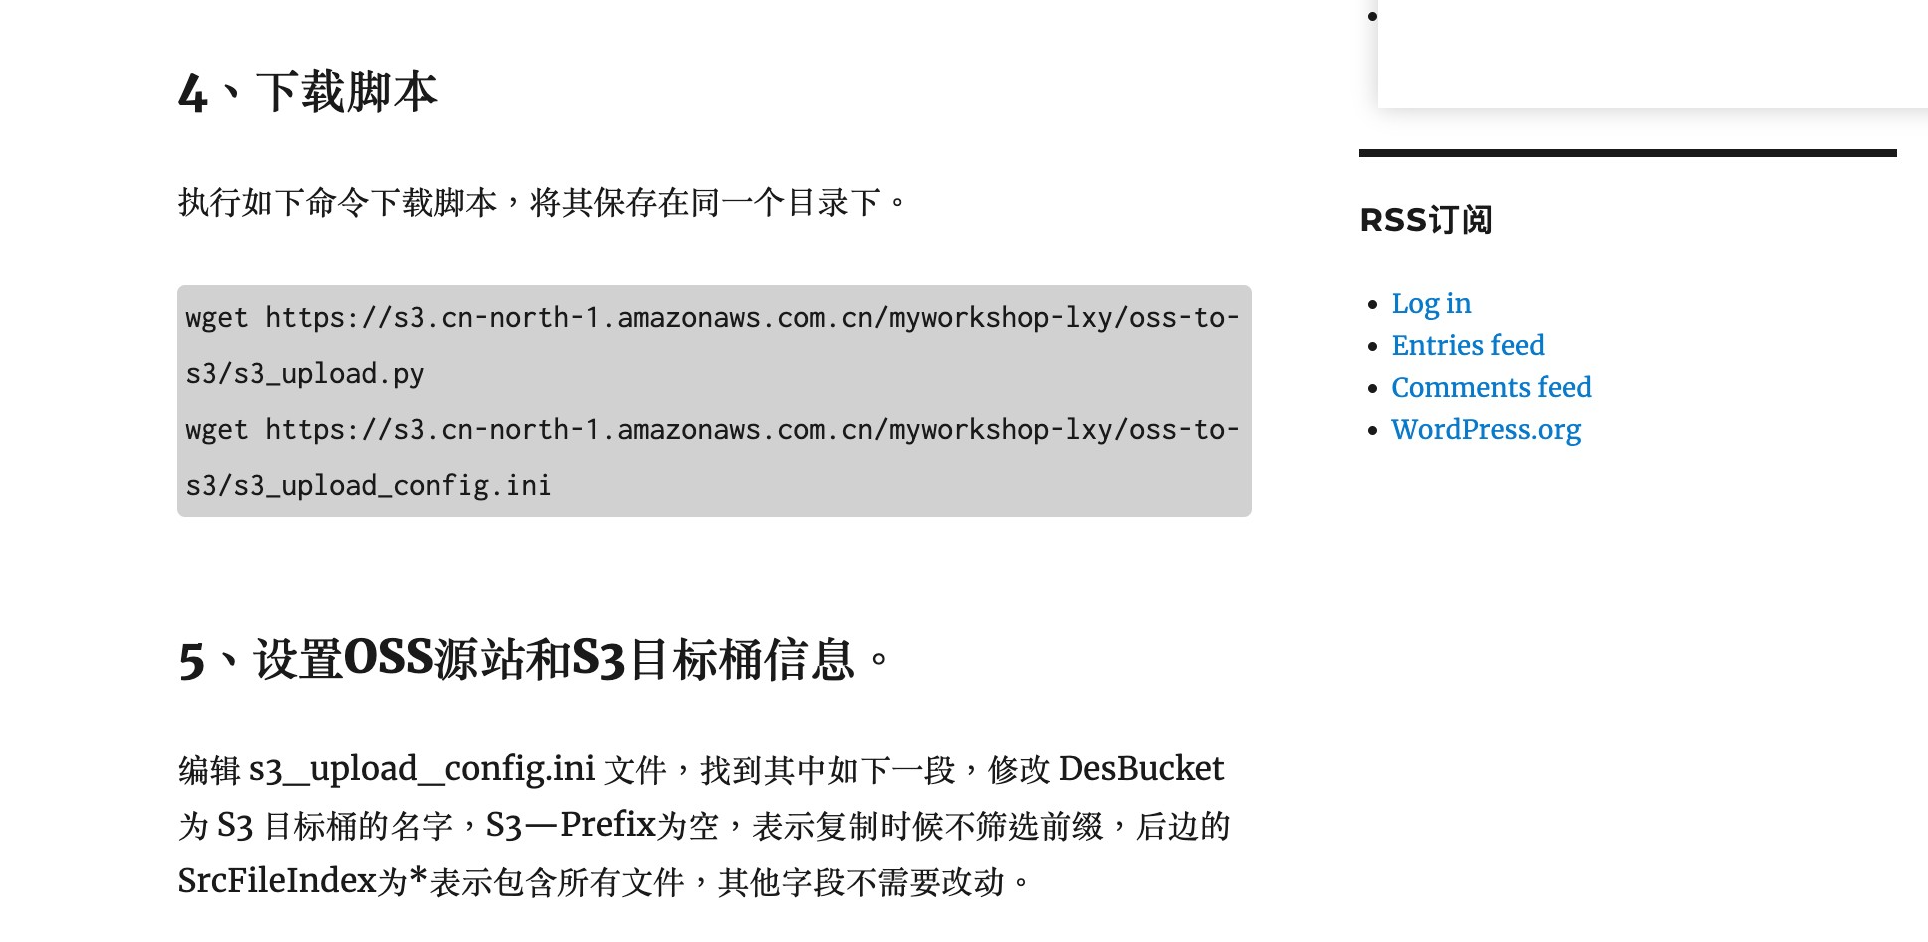 4、下载脚本
执行如下命令下载脚本，将其保存在同一个目录下。
wget https://s3.cn-north-1.amazonaws.com.cn/myworkshop-lxy/oss-to-
s3/s3_upload.py
wget https://s3.cn-north-1.amazonaws.com.cn/myworkshop-lxy/oss-to-
s3/s3_upload_config.ini
5、设置OSS源站和S3目标桶信息。
编辑 s3_upload_config.ini 文件，找到其中如下一段，修改 DesBucket
为 S3 目标桶的名字，S3—Prefix为空，表示复制时候不筛选前缀，后边的
SrcFileIndex为*表示包含所有文件，其他字段不需要改动。
RSS订阅
Log in
Entries feed
Comments feed
WordPress.org